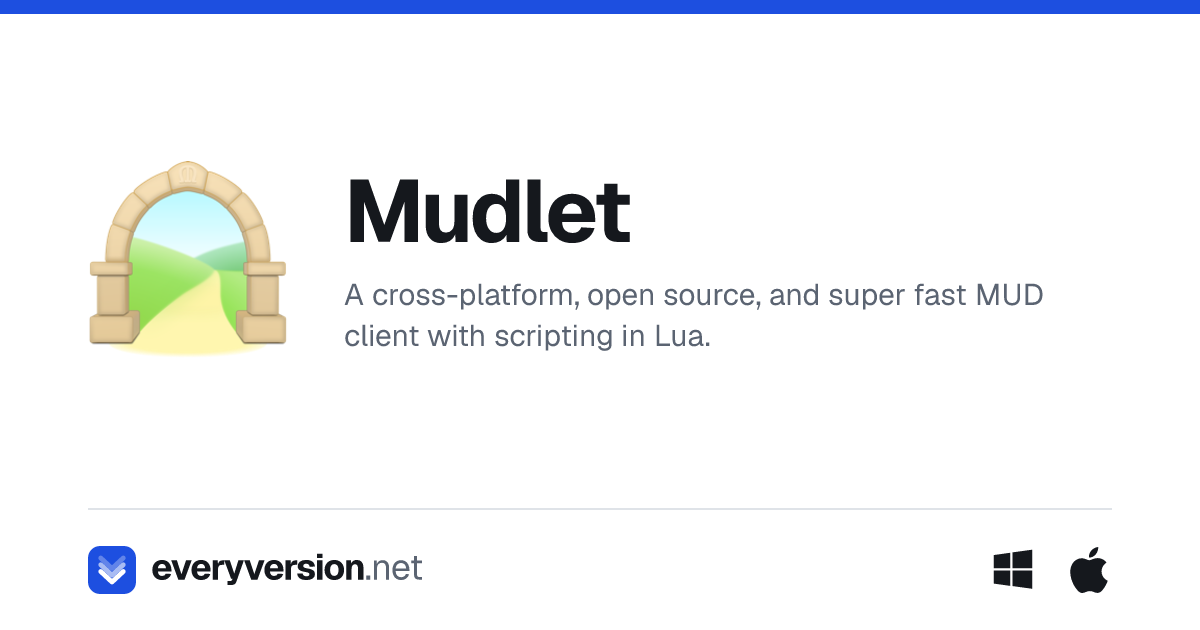 Mudlet
A cross-platform, open source, and super fast MUD
client with scripting in Lua.
everyversion.net